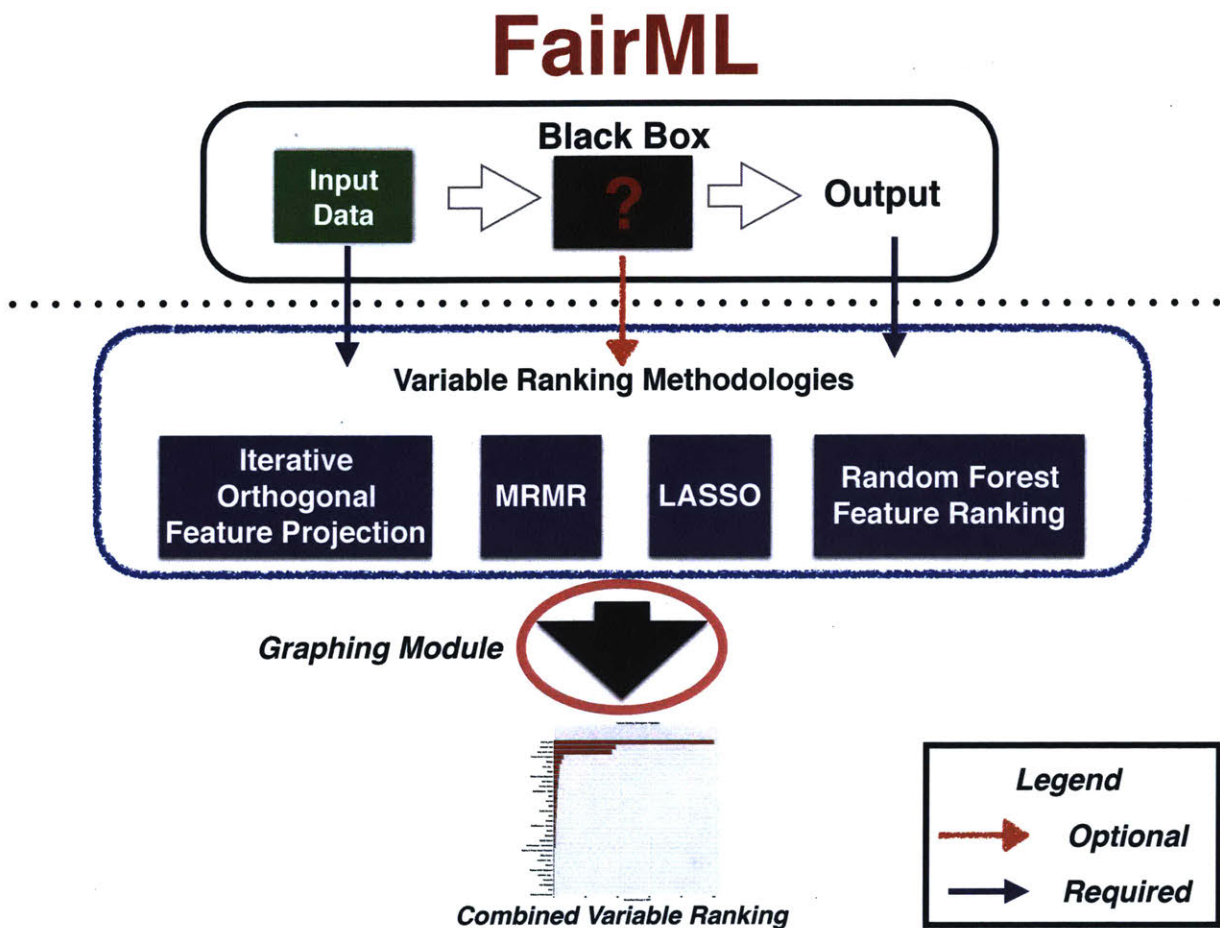 FairML
Black Box
Input
Data
?
Output
Variable Ranking Methodologies
Iterative
Orthogonal
Feature Projection
MRMR
LASSO
Random Forest
Feature Ranking
Graphing Module
Combined Variable Ranking
Legend
Optional
Required